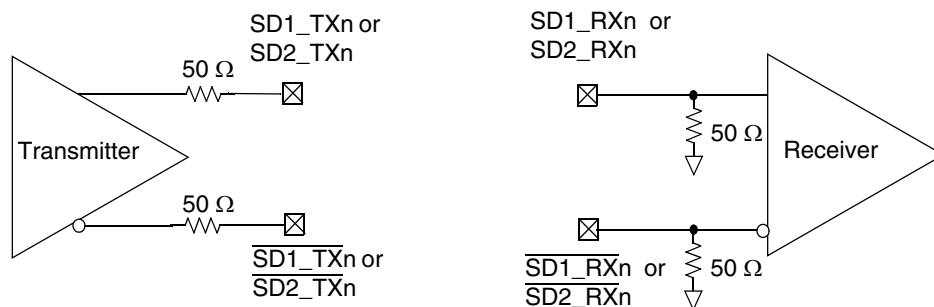 SD1_TXn or
SD2_TXn
50 Ω
Transmitter
50 Ω
SD1_TXn or
SD2_TXn
SD1_RXn or
SD2_RXn
50 Ω
Receiver
SD1_RXn or
SD2_RXn
50 Ω